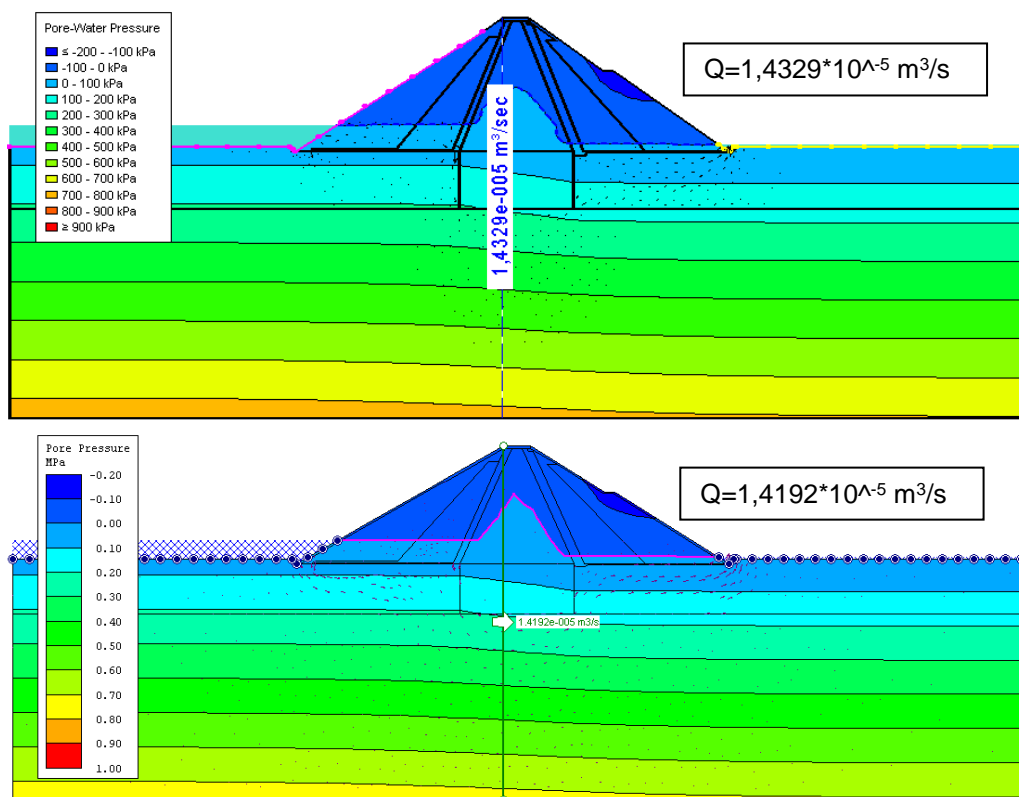 Pore-Water Pressure
≤ -200 - -100 kPa
-100 - 0 kPa
0 - 100 kPa
100 - 200 kPa
200 - 300 kPa
300 - 400 kPa
400 - 500 kPa
500 - 600 kPa
600 - 700 kPa
700 - 800 kPa
800 - 900 kPa
≥ 900 kPa
Q=1,4329*10^-5 m³/s
1,4329e-005 m³/sec
Pore Pressure
MPa
-0.20
-0.10
0.00
0.10
0.20
0.30
0.40
0.50
0.60
0.70
0.80
0.90
1.00
Q=1,4192*10^-5 m³/s
1.4192e-005 m3/s